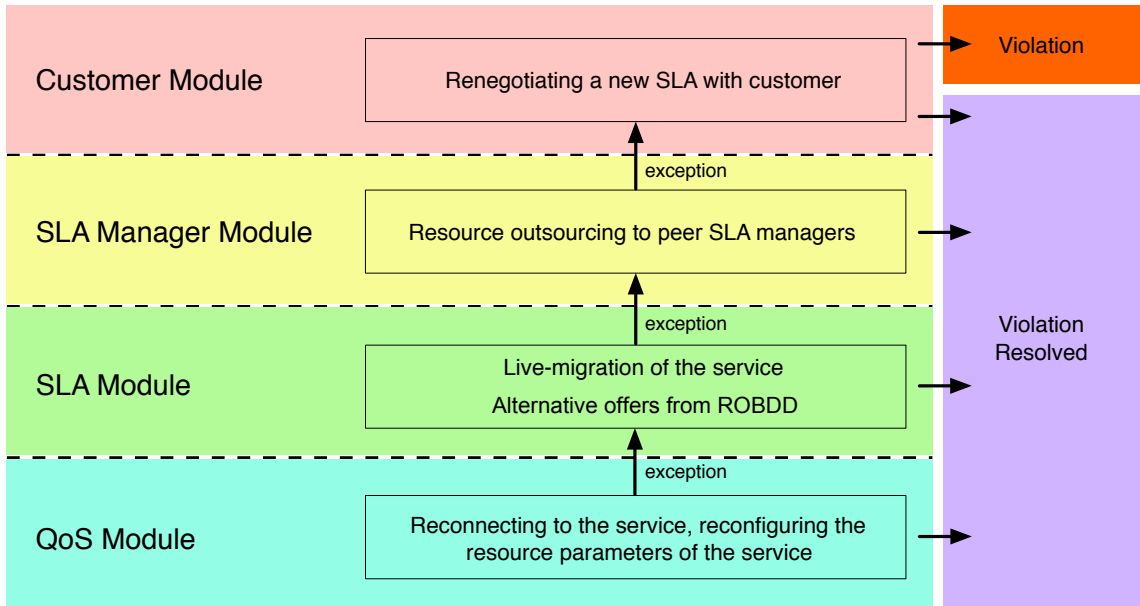 Customer Module
Renegotiating a new SLA with customer
Violation
exception
SLA Manager Module
Resource outsourcing to peer SLA managers
exception
Violation
Resolved
SLA Module
Live-migration of the service
Alternative offers from ROBDD
exception
QoS Module
Reconnecting to the service, reconfiguring the
resource parameters of the service